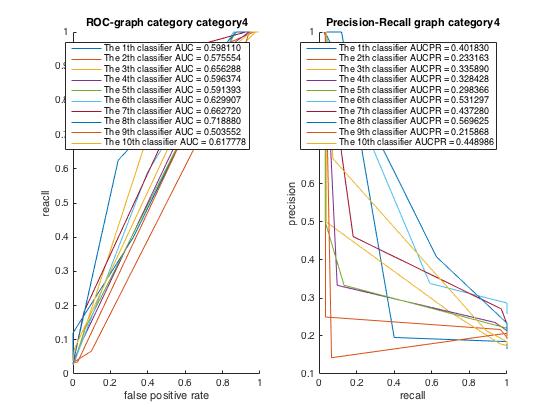 ROC-graph category category4
1
0.9
0.8
0.7
0.6
0.5
0.4
0.3
0.2
0.1
0
0 0.2 0.4 0.6 0.8 1
reacll
false positive rate
The 1th classifier AUC = 0.598110
The 2th classifier AUC = 0.575554
The 3th classifier AUC = 0.656288
The 4th classifier AUC = 0.596374
The 5th classifier AUC = 0.591393
The 6th classifier AUC = 0.629907
The 7th classifier AUC = 0.662720
The 8th classifier AUC = 0.718880
The 9th classifier AUC = 0.503552
The 10th classifier AUC = 0.617778
Precision-Recall graph category4
1
0.6
0.5
0.4
0.3
0.2
0.1
0 0.2 0.4 0.6 0.8 1
precision
recall
The 1th classifier AUCPR = 0.401830
The 2th classifier AUCPR = 0.233163
The 3th classifier AUCPR = 0.335890
The 4th classifier AUCPR = 0.328428
The 5th classifier AUCPR = 0.298366
The 6th classifier AUCPR = 0.531297
The 7th classifier AUCPR = 0.437280
The 8th classifier AUCPR = 0.569625
The 9th classifier AUCPR = 0.215868
The 10th classifier AUCPR = 0.448986